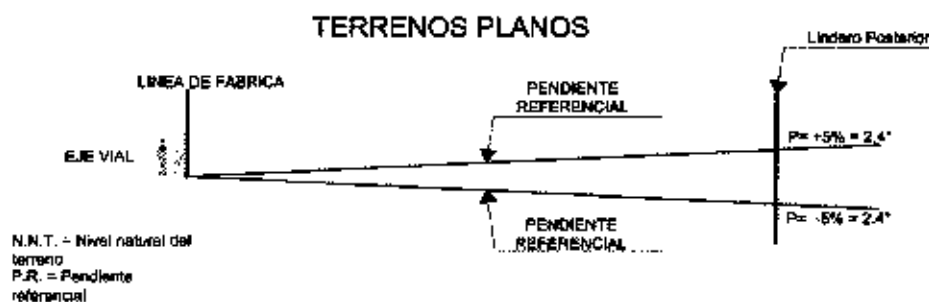 TERRENOS PLANOS
Lindero Posterior
LINEA DE FABRICA
PENDIENTE
REFERENCIAL
P= +5% = 2.4°
EJE VIAL
P= -5% = 2.4°
PENDIENTE
REFERENCIAL
N.N.T. = Nivel natural del
terreno
P.R. = Pendiente
referencial